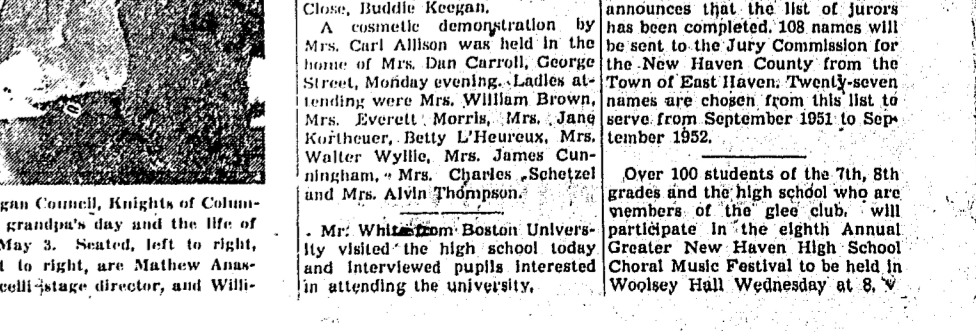 gan Council, Knights of Colum-
grandpa's day and the life of
May 3. Seated, left to right,
t to right, are Mathew Anas-
celli stage director, and Willi-
Close, Buddie Keegan.
A cosmetic demonstration by
Mrs. Carl Allison was held in the
home of Mrs. Dan Carroll, George
Street, Monday evening. Ladies at-
tending were Mrs. William Brown,
Mrs. Everett Morris, Mrs. Jane
Kortheuer, Betty L'Heureux, Mrs.
Walter Wyllie, Mrs. James Cun-
ningham, Mrs. Charles Schetzel
and Mrs. Alvin Thompson.
Mr. White from Boston Univers-
ity visited the high school today
and interviewed pupils interested
in attending the university.
announces that the list of jurors
has been completed. 108 names will
be sent to the Jury Commission for
the New Haven County from the
Town of East Haven. Twenty-seven
names are chosen from this list to
serve from September 1951 to Sep-
tember 1952.
Over 100 students of the 7th, 8th
grades and the high school who are
members of the glee club, will
participate in the eighth Annual
Greater New Haven High School
Choral Music Festival to be held in
Woolsey Hall Wednesday at 8.